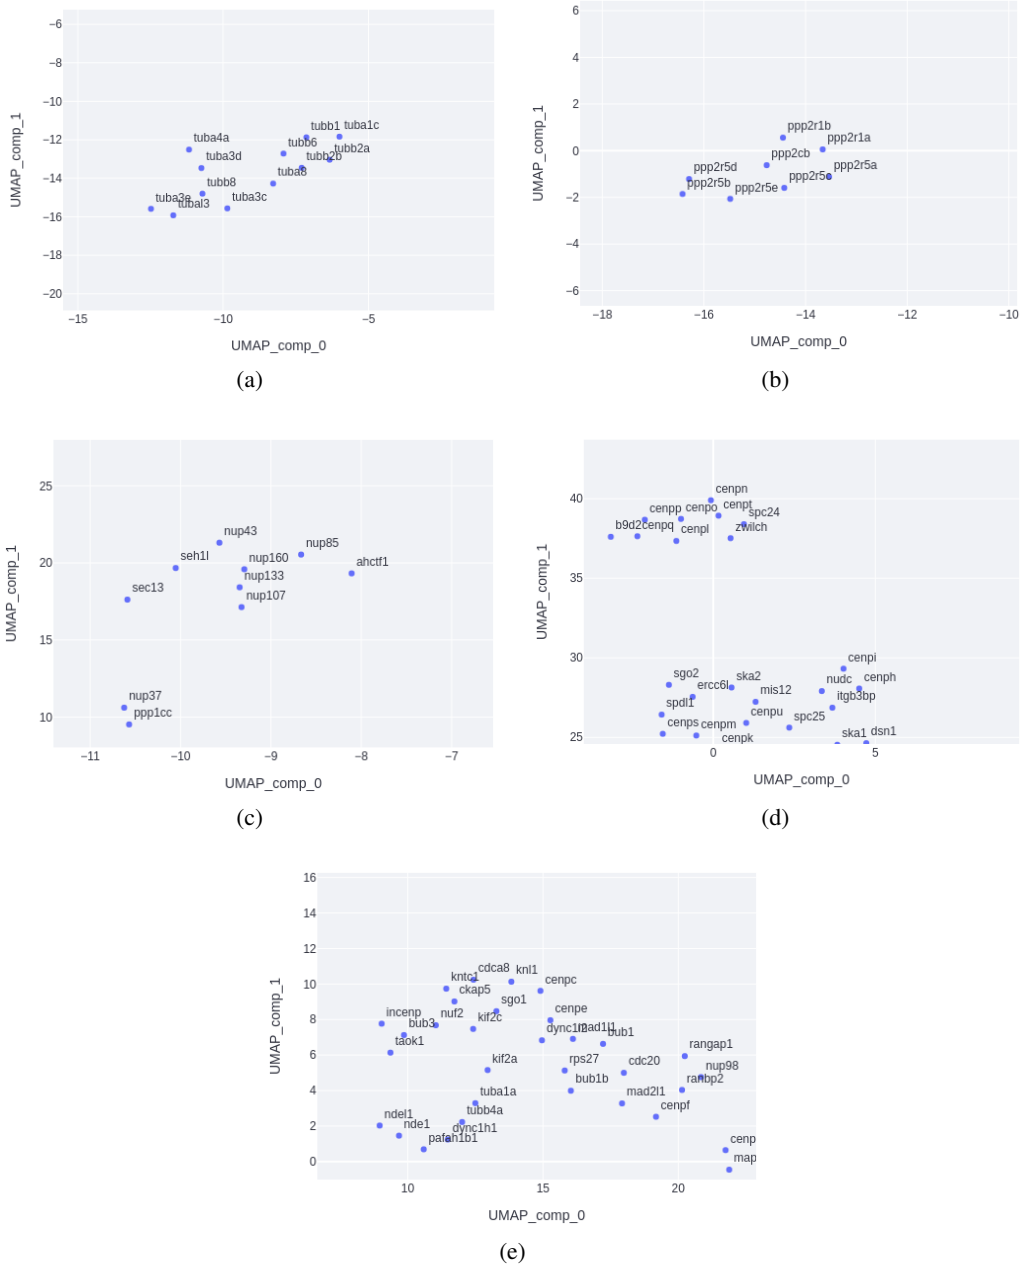 −6
−8
−10
−12
−14
−16
−18
−20
UMAP_comp_1
tubb1 tuba1c
tuba4a
tubb6 tubb2a
tuba3d tubb2b
tuba8
tubb8
tuba3e tuba3c
tubal3
−15 −10 −5
UMAP_comp_0
(a)
6
4
2
0
−2
−4
−6
UMAP_comp_1
ppp2r1b
ppp2r1a
ppp2cb
ppp2r5d ppp2r5a
ppp2r5b ppp2r5e
−18 −16 −14 −12 −10
UMAP_comp_0
(b)
25
20
15
10
UMAP_comp_1
nup43
seh1l nup160 nup85
ahctf1
sec13 nup133
nup107
nup37
ppp1cc
−11 −10 −9 −8 −7
UMAP_comp_0
(c)
40
35
30
25
UMAP_comp_1
cenpn
cenpp cenpo cenpt
spc24
b9d2 cenpq cenpl zwilch
cenpi
sgo2 ska2 nudc cenph
ercc6l mis12 itgb3bp
spdl1
cenpu spc25
cenps cenpm
cenpk ska1 dsn1
0 5
UMAP_comp_0
(d)
16
14
12
10
8
6
4
2
0
UMAP_comp_1
cdca8 knl1
kntc1 cenpc
ckap5
sgo1
incenp nuf2 cenpe
bub3 kif2c
taok1 bub1
rangap1
kif2a rps27 cdc20 nup98
bub1b ranbp2
tuba1a mad2l1
tubb4a cenpf
ndel1
nde1 dync1h1
pafah1b1
cenp
map
10 15 20
UMAP_comp_0
(e)